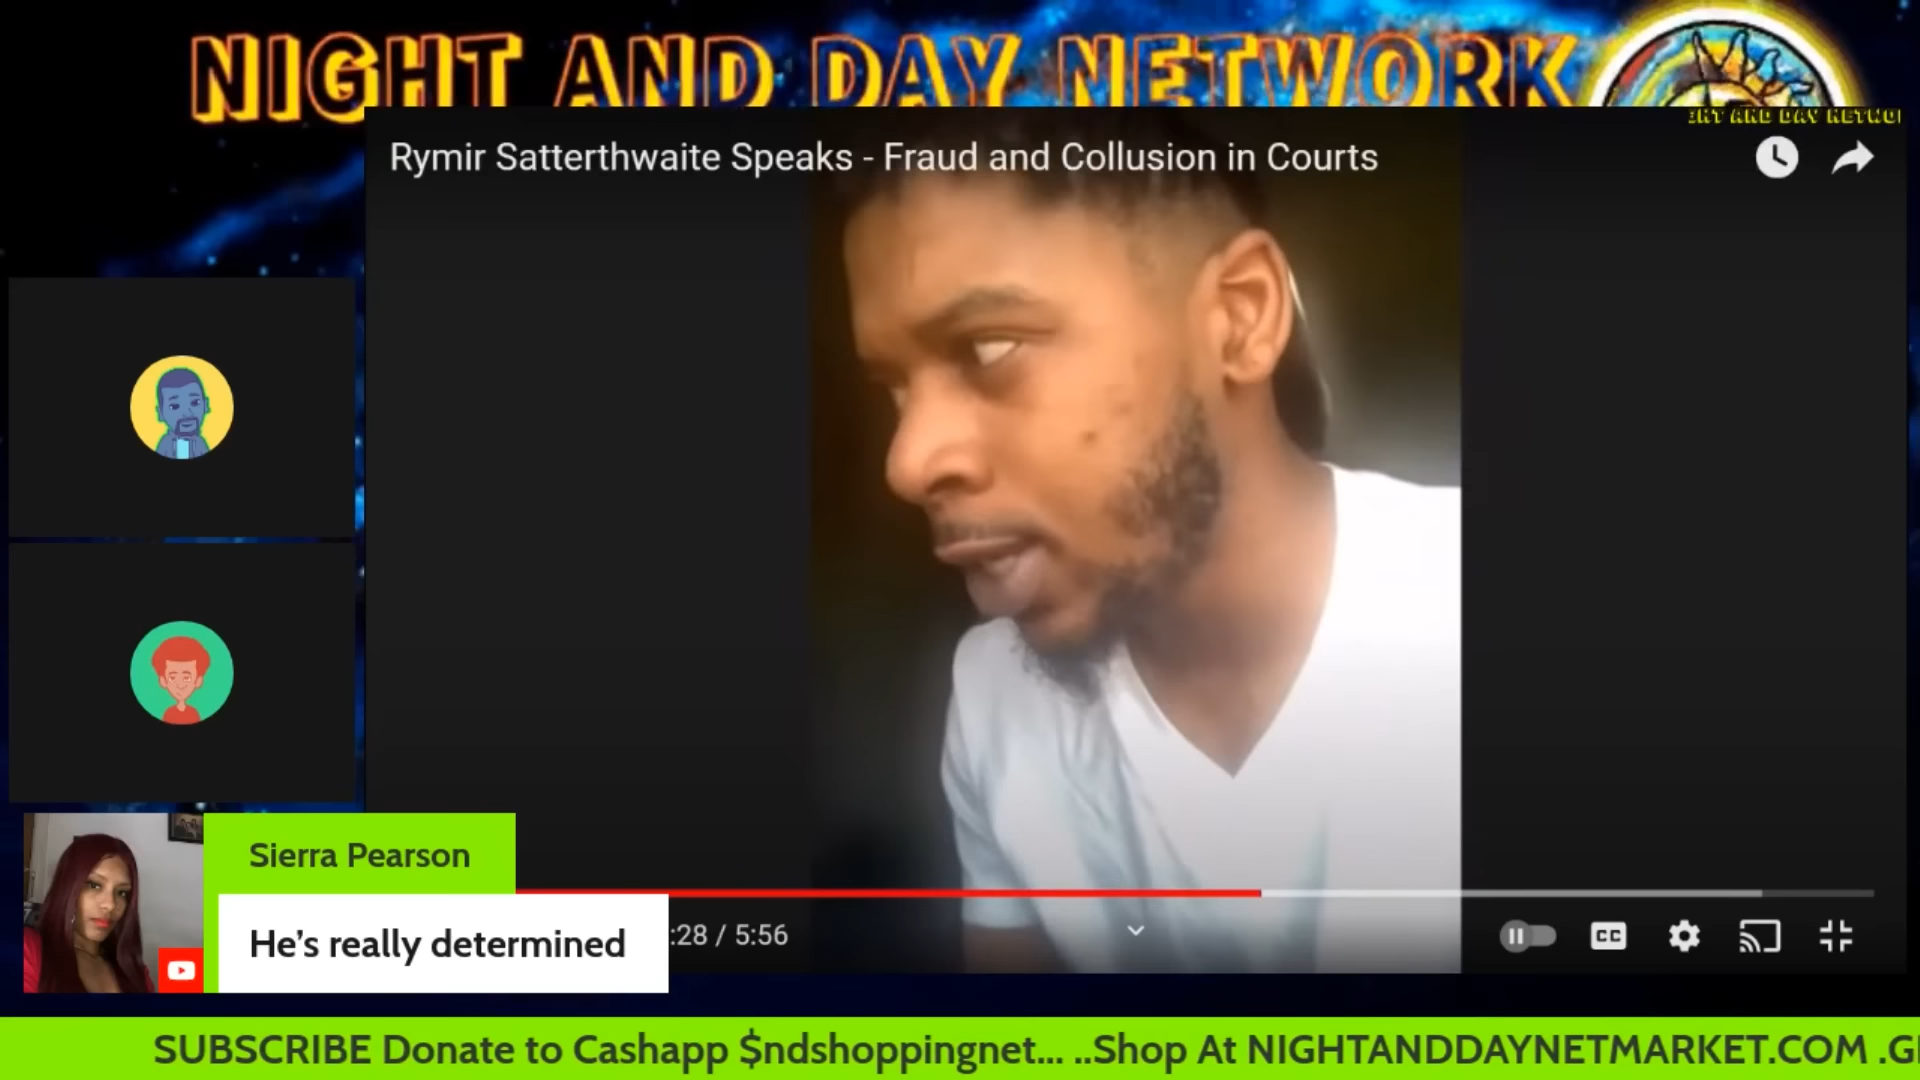 NIGHT AND DAY NETWORK
Rymir Satterthwaite Speaks - Fraud and Collusion in Courts
Sierra Pearson
He's really determined
:28 / 5:56
CC
SUBSCRIBE Donate to Cashapp $ndshoppingnet... ..Shop At NIGHTANDDAYNETMARKET.COM .G